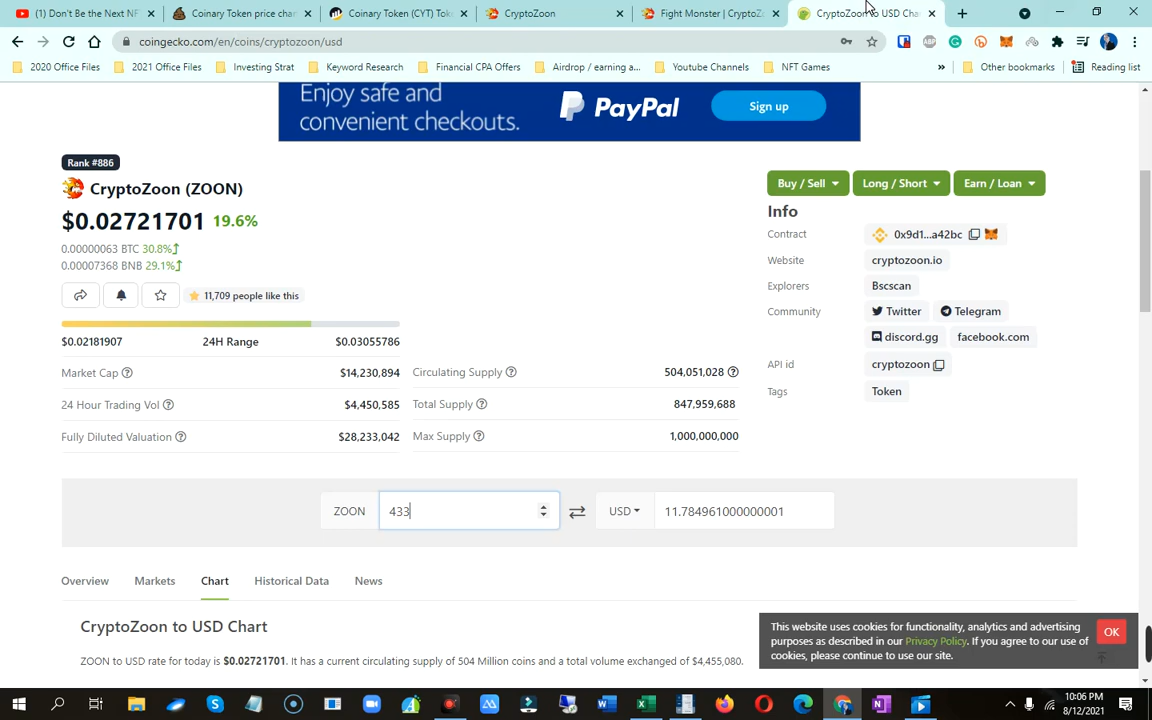 Don't Be the Next NF
Coinary Token price char
Coinary Token (CYT) Tok
CryptoZoon
Fight Monster | CryptoZ
CryptoZoon to USD Cha
coingecko.com/en/coins/cryptozoon/usd
2020 Office Files
2021 Office Files
Investing Strat
Keyword Research
Financial CPA Offers
Airdrop / earning a...
Youtube Channels
NFT Games
»
Other bookmarks
Reading list
Enjoy safe and
convenient checkouts.
PayPal
Sign up
Rank #886
CryptoZoon (ZOON)
$0.02721701 19.6%
0.00000063 BTC 30.8%
0.00007368 BNB 29.1%
11,709 people like this
$0.02181907 24H Range $0.03055786
Market Cap $14,230,894
24 Hour Trading Vol $4,450,585
Fully Diluted Valuation $28,233,042
Circulating Supply 504,051,028
Total Supply 847,959,688
Max Supply 1,000,000,000
Buy / Sell
Long / Short
Earn / Loan
Info
Contract 0x9d1...a42bc
Website cryptozoon.io
Explorers Bscscan
Community Twitter Telegram
discord.gg facebook.com
API id cryptozoon
Tags Token
ZOON 433 USD 11.784961000000001
Overview Markets Chart Historical Data News
CryptoZoon to USD Chart
ZOON to USD rate for today is $0.02721701. It has a current circulating supply of 504 Million coins and a total volume exchanged of $4,455,080.
This website uses cookies for functionality, analytics and advertising
purposes as described in our Privacy Policy. If you agree to our use of
cookies, please continue to use our site.
OK
10:06 PM
8/12/2021